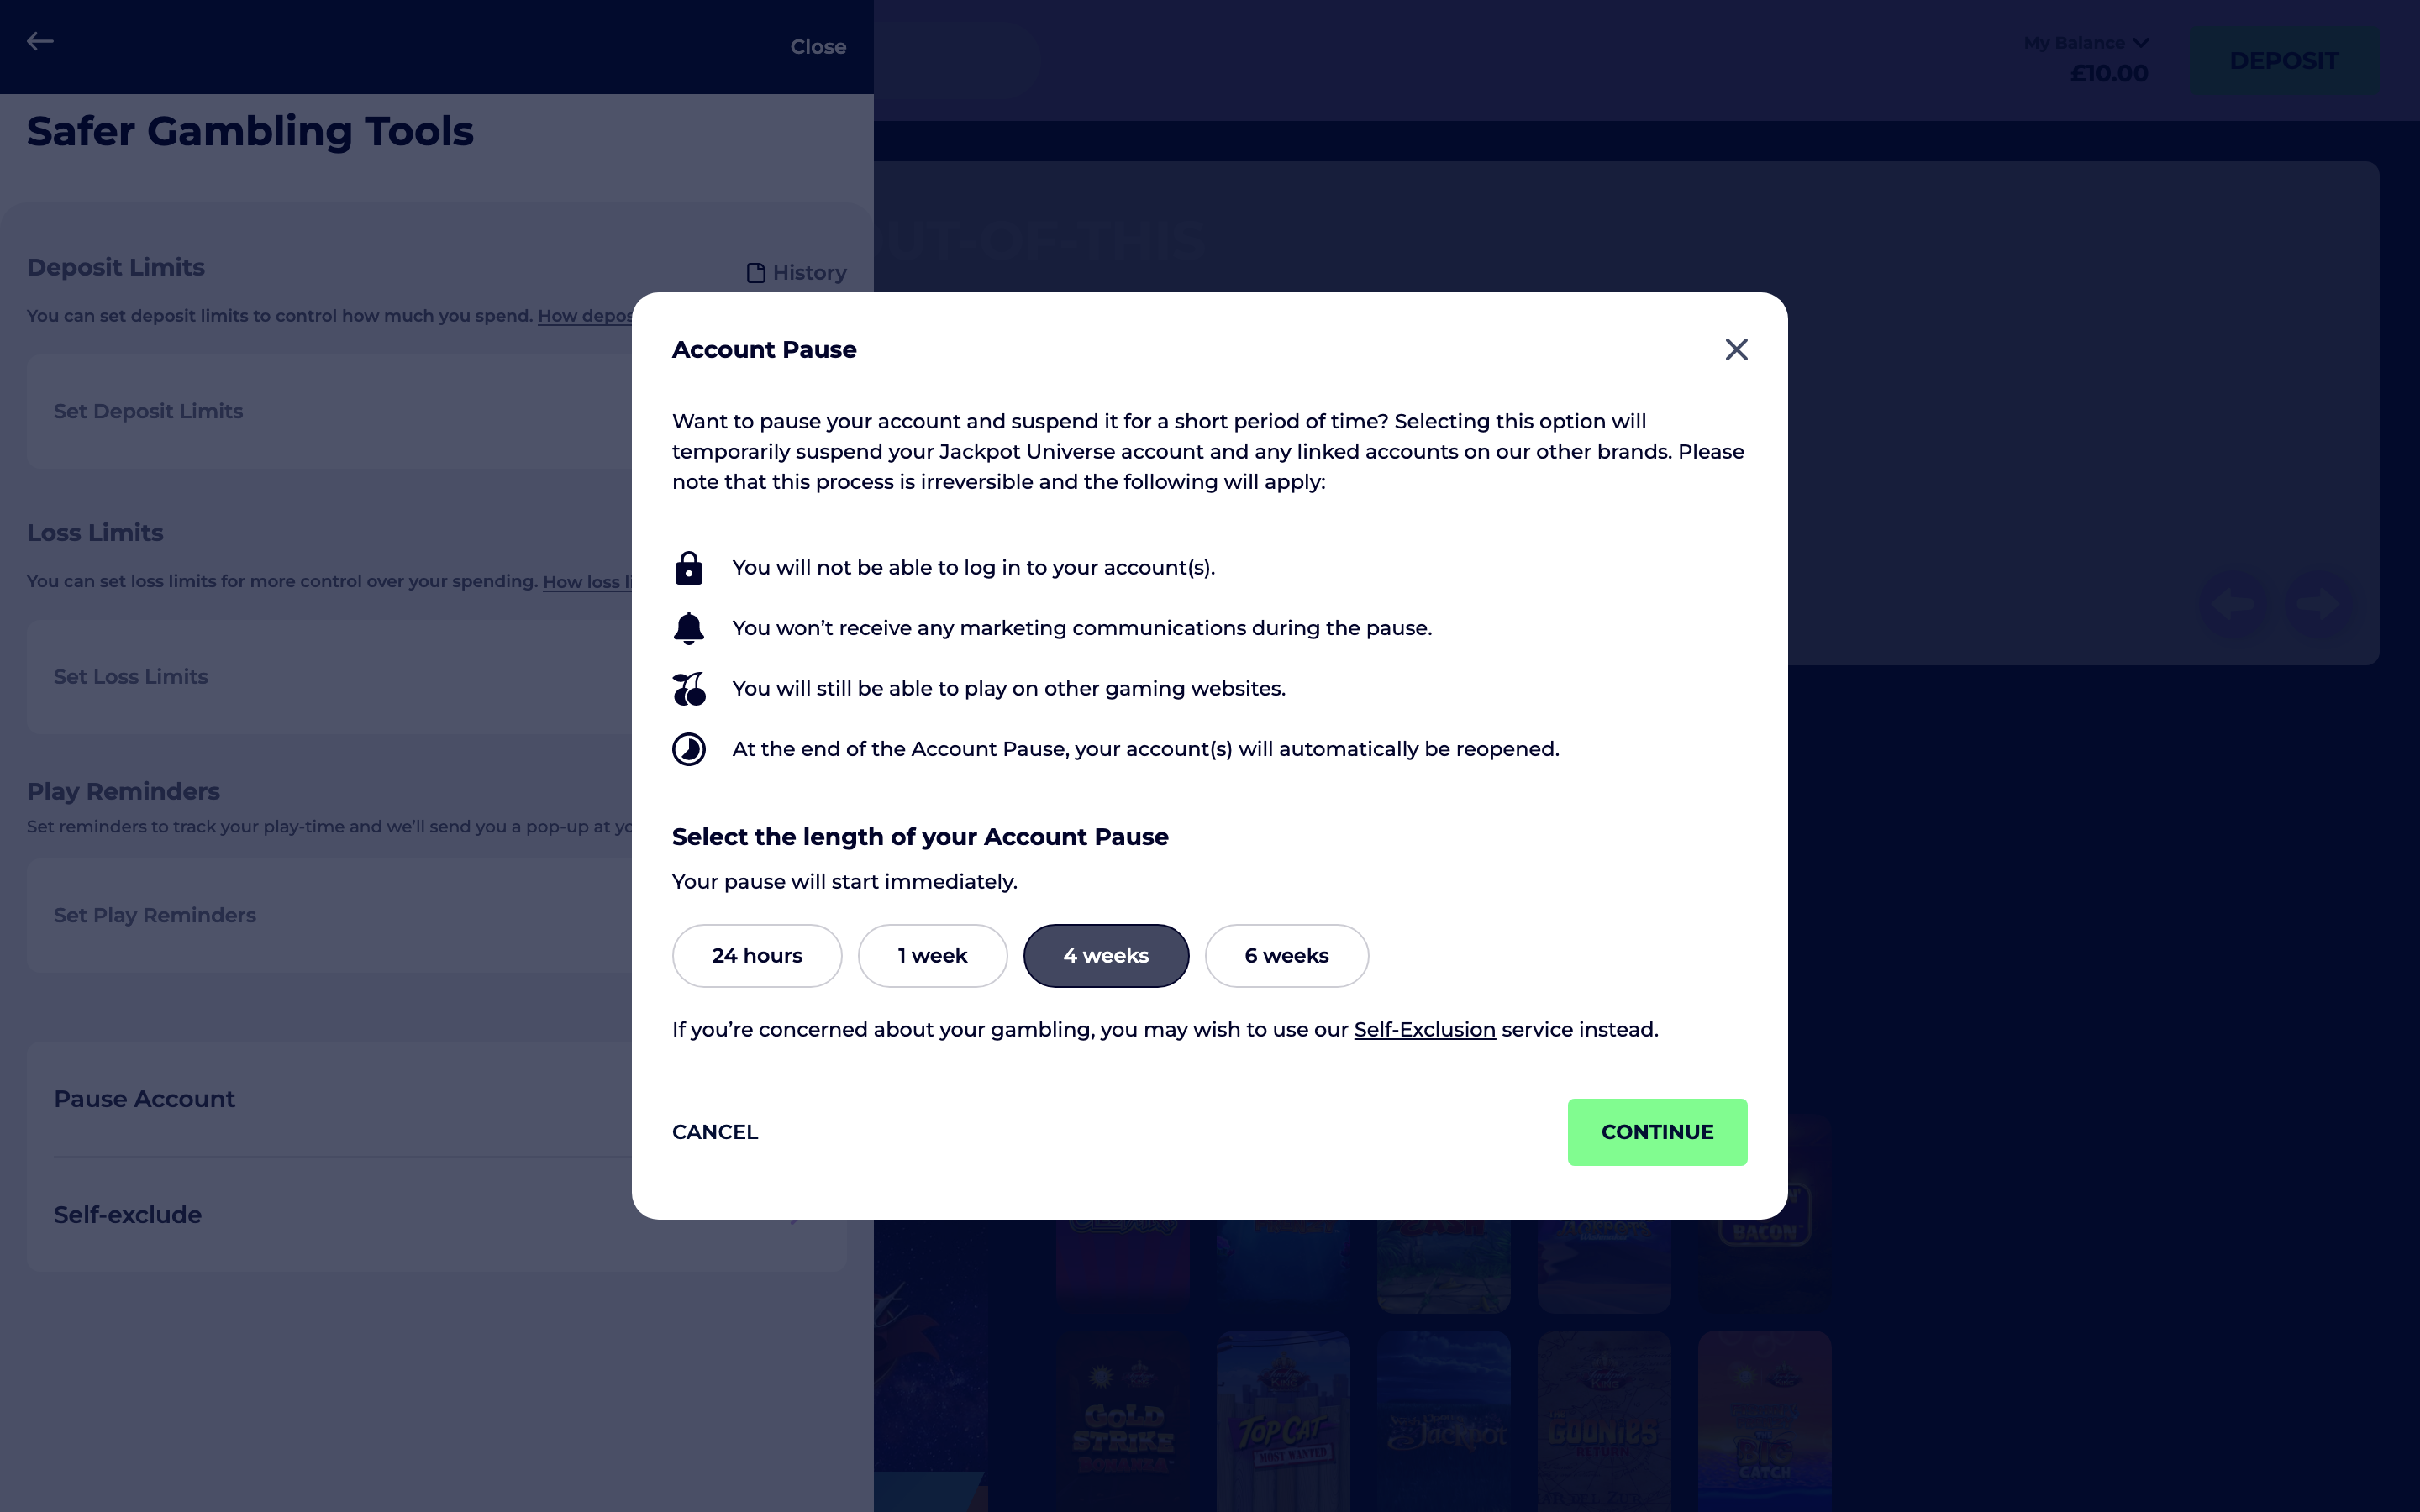 Close
My Balance
£10.00
DEPOSIT
Safer Gambling Tools
UT-OF-THIS
Deposit Limits
History
You can set deposit limits to control how much you spend. How depos
Set Deposit Limits
Loss Limits
You can set loss limits for more control over your spending. How loss li
Set Loss Limits
Play Reminders
Set reminders to track your play-time and we’ll send you a pop-up at yo
Set Play Reminders
Pause Account
Self-exclude
Account Pause
Want to pause your account and suspend it for a short period of time? Selecting this option will
temporarily suspend your Jackpot Universe account and any linked accounts on our other brands. Please
note that this process is irreversible and the following will apply:
You will not be able to log in to your account(s).
You won’t receive any marketing communications during the pause.
You will still be able to play on other gaming websites.
At the end of the Account Pause, your account(s) will automatically be reopened.
Select the length of your Account Pause
Your pause will start immediately.
24 hours
1 week
4 weeks
6 weeks
If you’re concerned about your gambling, you may wish to use our Self-Exclusion service instead.
CANCEL
CONTINUE
BACON
GOLD
STRIKE
BONANZA
TOP CAT
MOST WANTED
Jackpot
GOONIES
RETURN
BIG
CATCH